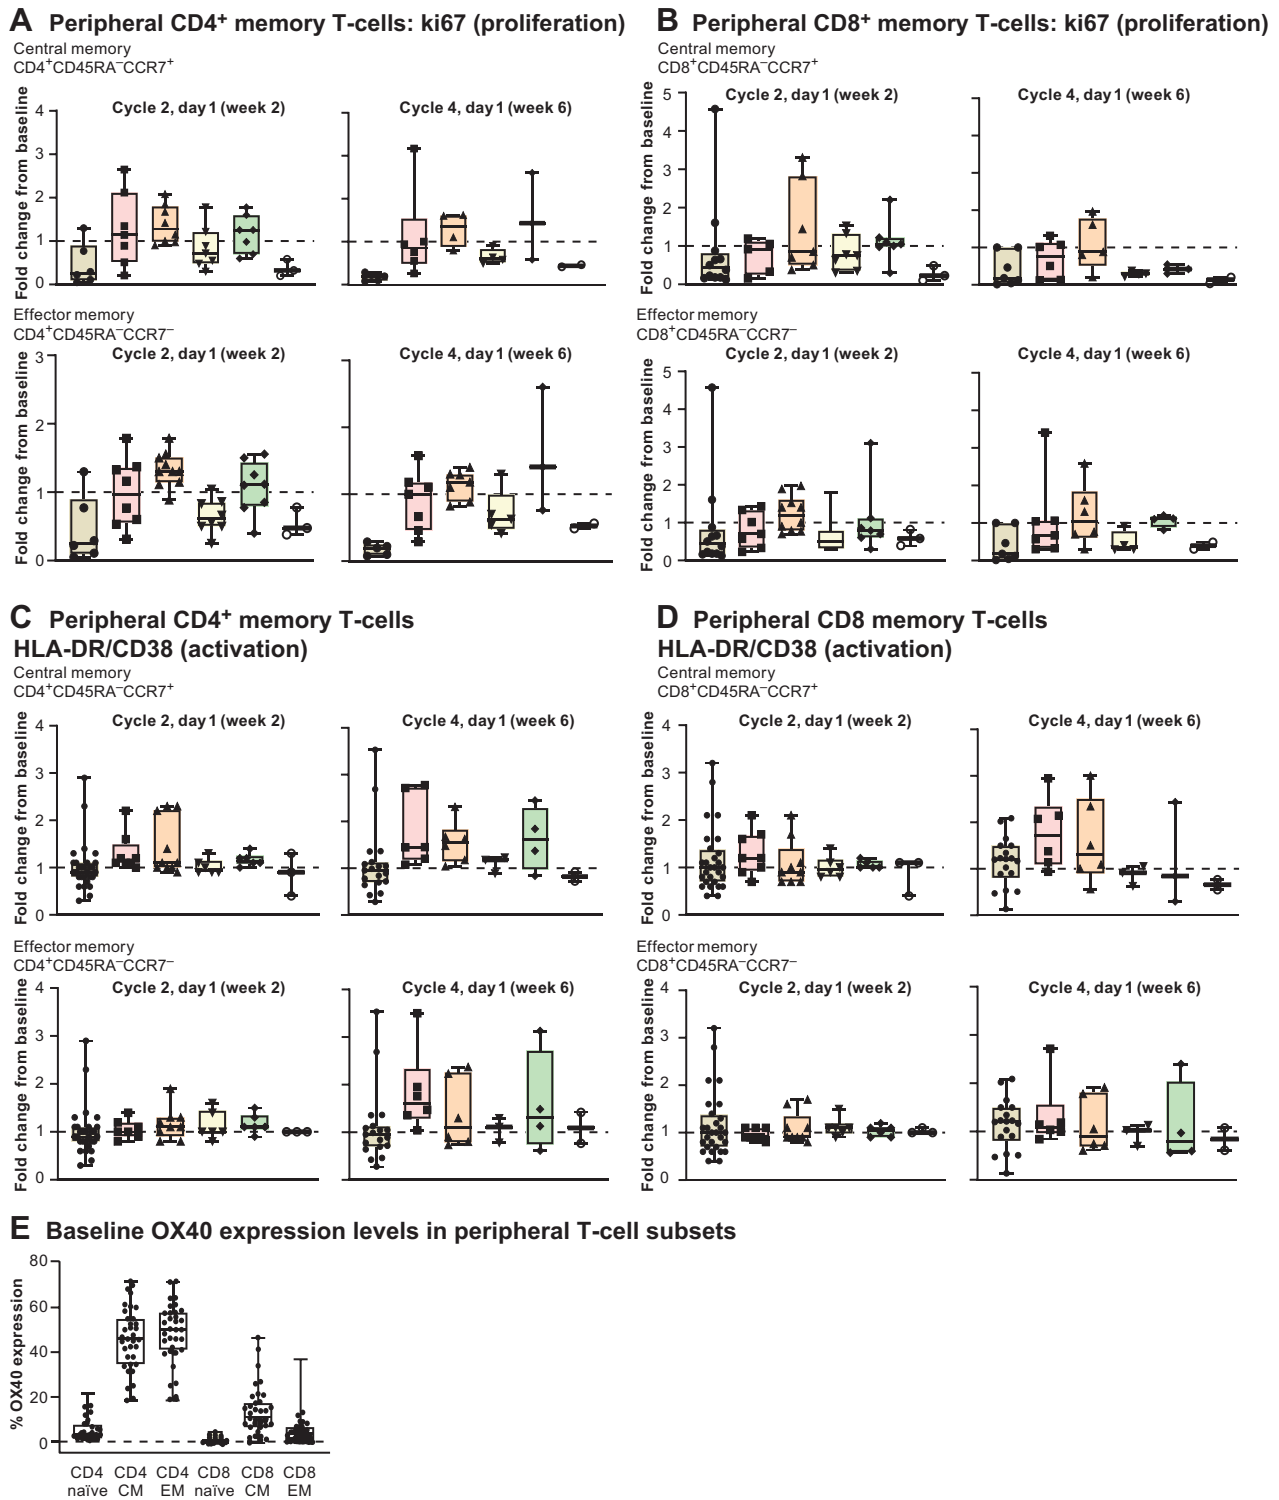 A Peripheral CD4+ memory T-cells: ki67 (proliferation)
Central memory
CD4+CD45RA–CCR7+
Fold change from baseline
Cycle 2, day 1 (week 2)
4
3
2
1
0
Cycle 4, day 1 (week 6)
Effector memory
CD4+CD45RA–CCR7–
Fold change from baseline
Cycle 2, day 1 (week 2)
3
2
1
0
Cycle 4, day 1 (week 6)
B Peripheral CD8+ memory T-cells: ki67 (proliferation)
Central memory
CD8+CD45RA–CCR7+
Fold change from baseline
Cycle 2, day 1 (week 2)
5
4
3
2
1
0
Cycle 4, day 1 (week 6)
Effector memory
CD8+CD45RA–CCR7–
Fold change from baseline
Cycle 2, day 1 (week 2)
5
4
3
2
1
0
Cycle 4, day 1 (week 6)
C Peripheral CD4+ memory T-cells
HLA-DR/CD38 (activation)
Central memory
CD4+CD45RA–CCR7+
Fold change from baseline
Cycle 2, day 1 (week 2)
4
3
2
1
0
Cycle 4, day 1 (week 6)
Effector memory
CD4+CD45RA–CCR7–
Fold change from baseline
Cycle 2, day 1 (week 2)
4
3
2
1
0
Cycle 4, day 1 (week 6)
D Peripheral CD8 memory T-cells
HLA-DR/CD38 (activation)
Central memory
CD8+CD45RA–CCR7+
Fold change from baseline
Cycle 2, day 1 (week 2)
4
3
2
1
0
Cycle 4, day 1 (week 6)
Effector memory
CD8+CD45RA–CCR7–
Fold change from baseline
Cycle 2, day 1 (week 2)
4
3
2
1
0
Cycle 4, day 1 (week 6)
E Baseline OX40 expression levels in peripheral T-cell subsets
% OX40 expression
80
60
40
20
0
CD4 CD4 CD4 CD8 CD8 CD8
naïve CM EM naïve CM EM